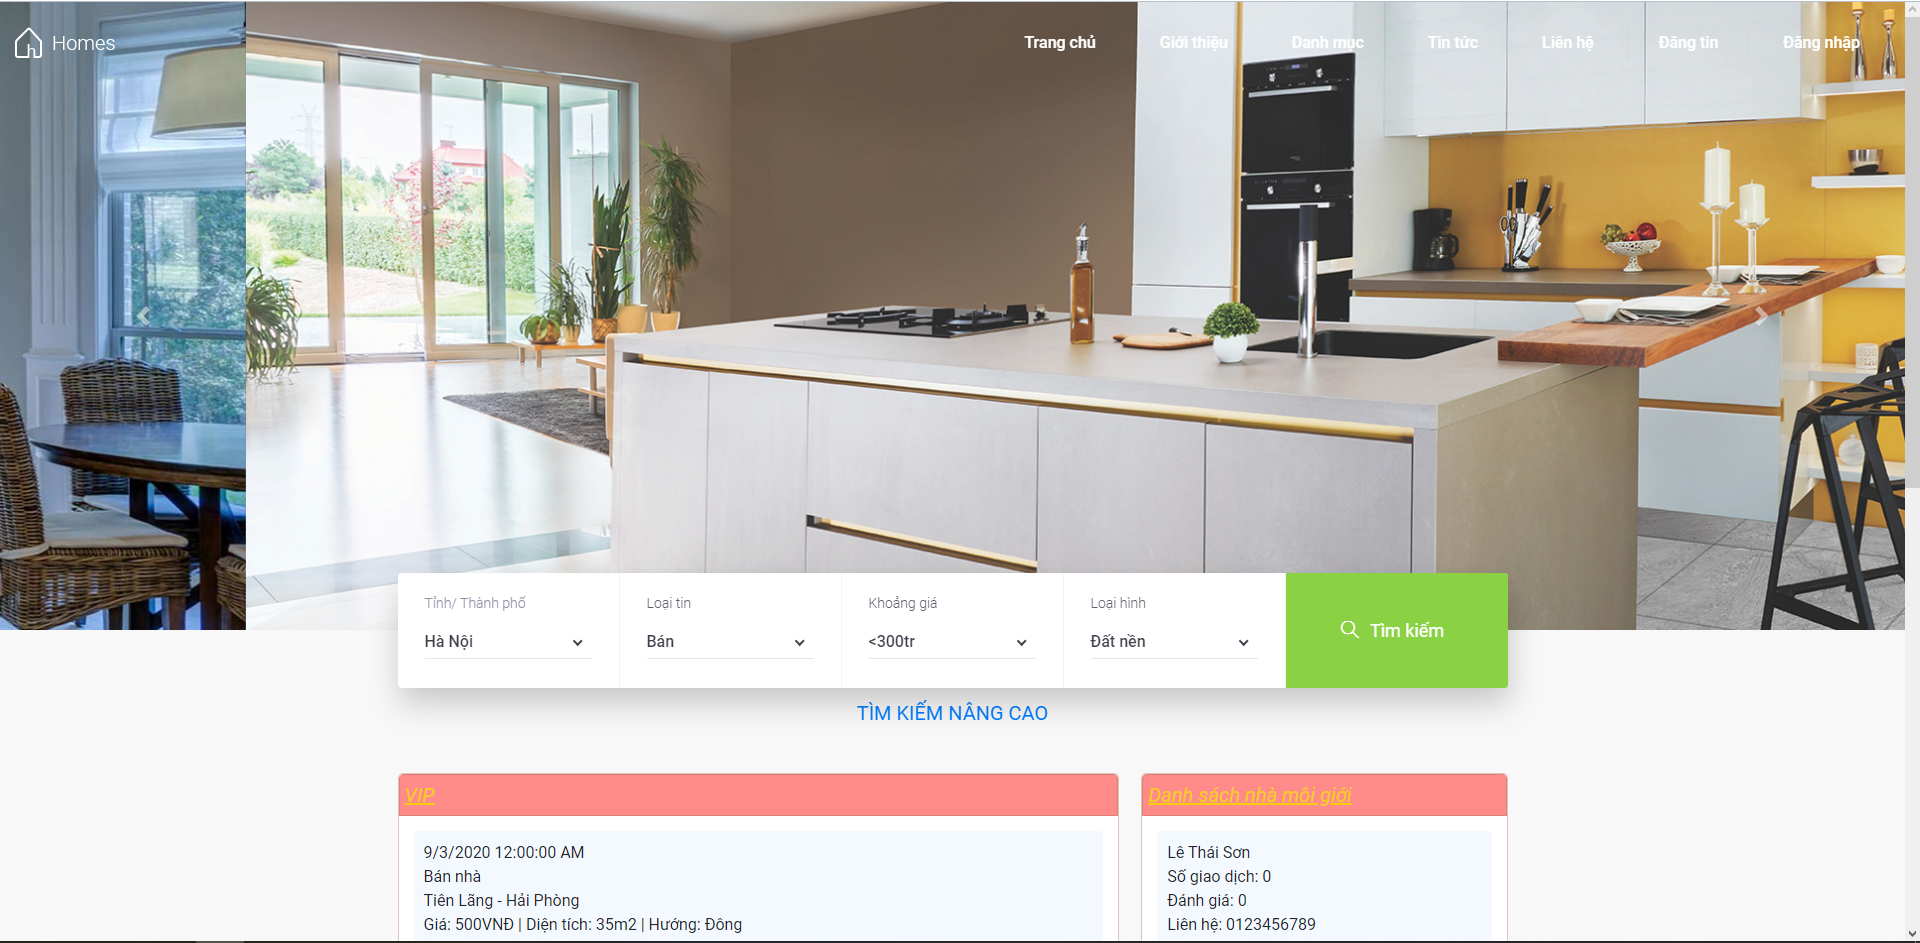 Homes
Trang chủ
Giới thiệu
Danh mục
Tin tức
Liên hệ
Đăng tin
Đăng nhập
Tỉnh/ Thành phố
Hà Nội
Loại tin
Bán
Khoảng giá
<300tr
Loại hình
Đất nền
Tìm kiếm
TÌM KIẾM NÂNG CAO
VIP
9/3/2020 12:00:00 AM
Bán nhà
Tiên Lãng - Hải Phòng
Giá: 500VNĐ | Diện tích: 35m2 | Hướng: Đông
Danh sách nhà môi giới
Lê Thái Sơn
Số giao dịch: 0
Đánh giá: 0
Liên hệ: 0123456789